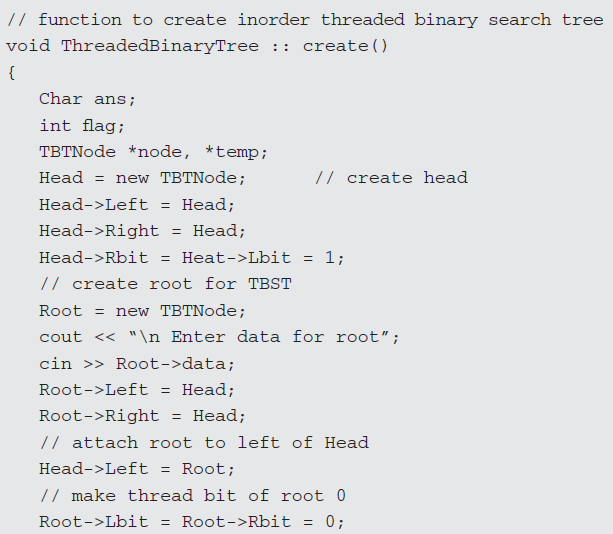 // function to create inorder threaded binary search tree
void ThreadedBinaryTree :: create()
{
Char ans;
int flag;
TBTNode *node, *temp;
Head = new TBTNode; // create head
Head->Left = Head;
Head->Right = Head;
Head->Rbit = Heat->Lbit = 1;
// create root for TBST
Root = new TBTNode;
cout << “\n Enter data for root”;
cin >> Root->data;
Root->Left = Head;
Root->Right = Head;
// attach root to left of Head
Head->Left = Root;
// make thread bit of root 0
Root->Lbit = Root->Rbit = 0;